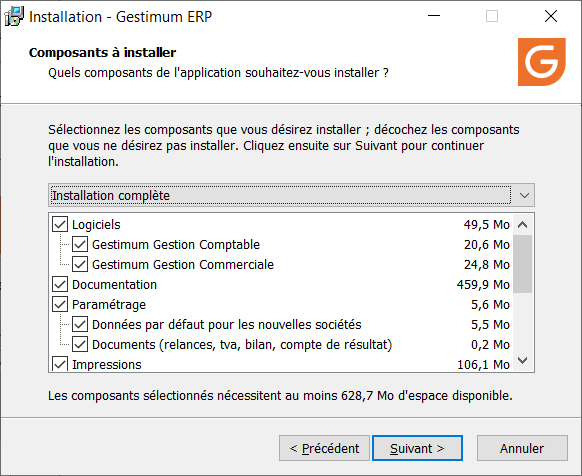 Installation - Gestimum ERP
Composants à installer
Quels composants de l'application souhaitez-vous installer ?
G
Sélectionnez les composants que vous désirez installer ; décochez les composants
que vous ne désirez pas installer. Cliquez ensuite sur Suivant pour continuer
l'installation.
Installation complète
Logiciels 49,5 Mo
Gestimum Gestion Comptable 20,6 Mo
Gestimum Gestion Commerciale 24,8 Mo
Documentation 459,9 Mo
Paramétrage 5,6 Mo
Données par défaut pour les nouvelles sociétés 5,5 Mo
Documents (relances, tva, bilan, compte de résultat) 0,2 Mo
Impressions 106,1 Mo
Les composants sélectionnés nécessitent au moins 628,7 Mo d'espace disponible.
< Précédent Suivant > Annuler